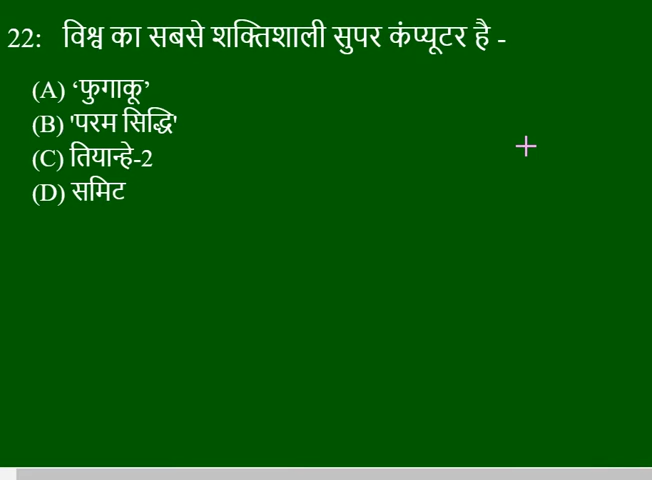 22: विश्व का सबसे शक्तिशाली सुपर कंप्यूटर है -
(A) ‘फुगाकू’
(B) 'परम सिद्धि'
(C) तियान्हे-2
(D) समिट